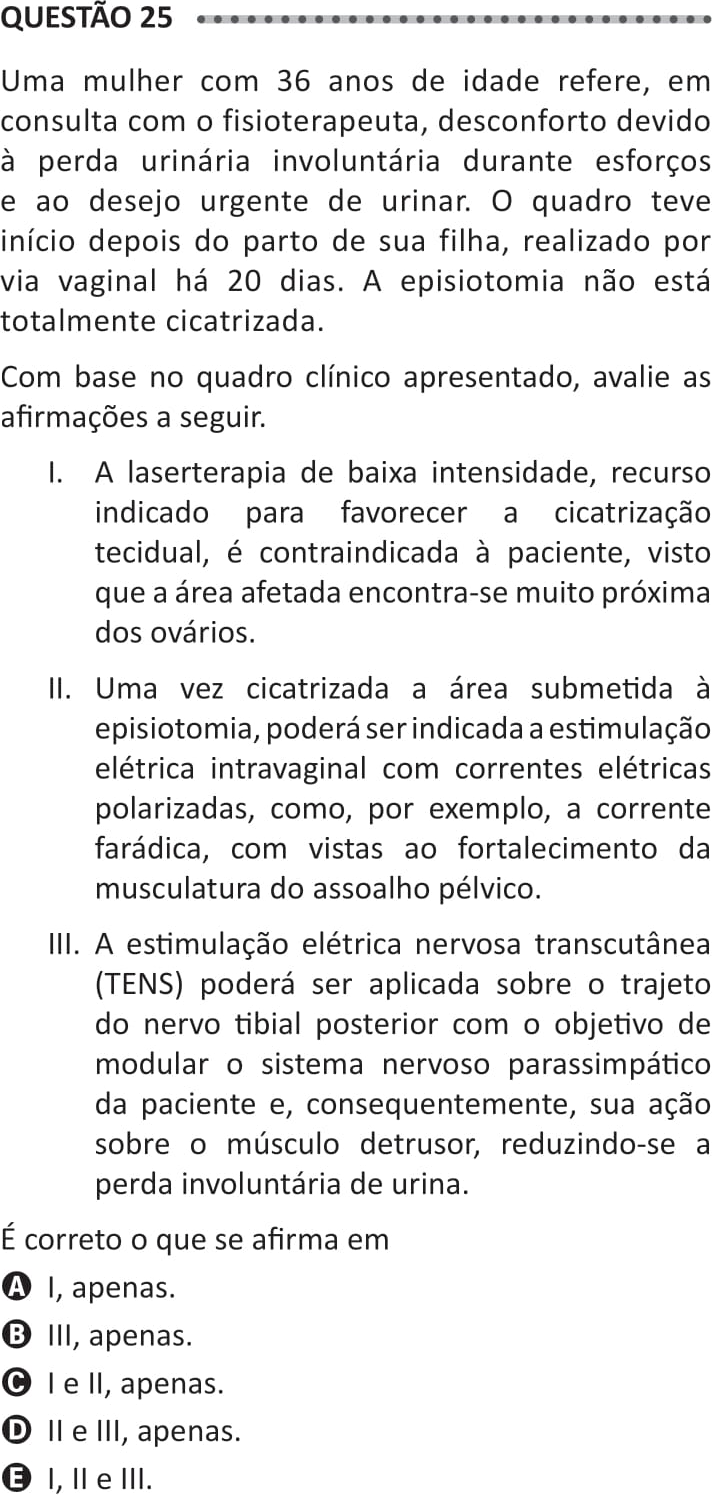 QUESTÃO 25
Uma mulher com 36 anos de idade refere, em
consulta com o fisioterapeuta, desconforto devido
à perda urinária involuntária durante esforços
e ao desejo urgente de urinar. O quadro teve
início depois do parto de sua filha, realizado por
via vaginal há 20 dias. A episiotomia não está
totalmente cicatrizada.
Com base no quadro clínico apresentado, avalie as
afirmações a seguir.
I. A laserterapia de baixa intensidade, recurso
indicado para favorecer a cicatrização
tecidual, é contraindicada à paciente, visto
que a área afetada encontra-se muito próxima
dos ovários.
II. Uma vez cicatrizada a área submetida à
episiotomia, poderá ser indicada a estimulação
elétrica intravaginal com correntes elétricas
polarizadas, como, por exemplo, a corrente
farádica, com vistas ao fortalecimento da
musculatura do assoalho pélvico.
III. A estimulação elétrica nervosa transcutânea
(TENS) poderá ser aplicada sobre o trajeto
do nervo tibial posterior com o objetivo de
modular o sistema nervoso parassimpático
da paciente e, consequentemente, sua ação
sobre o músculo detrusor, reduzindo-se a
perda involuntária de urina.
É correto o que se afirma em
A I, apenas.
B III, apenas.
C I e II, apenas.
D II e III, apenas.
E I, II e III.